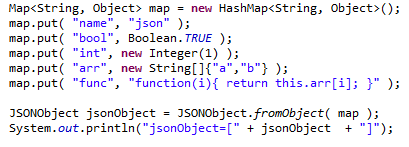 Map<String, Object> map = new HashMap<String, Object>();
map.put( "name", "json" );
map.put( "bool", Boolean.TRUE );
map.put( "int", new Integer(1) );
map.put( "arr", new String[]{"a","b"} );
map.put( "func", "function(i){ return this.arr[i]; }" );
JSONObject jsonObject = JSONObject.fromObject( map );
System.out.println("jsonObject=[" + jsonObject  + "]");